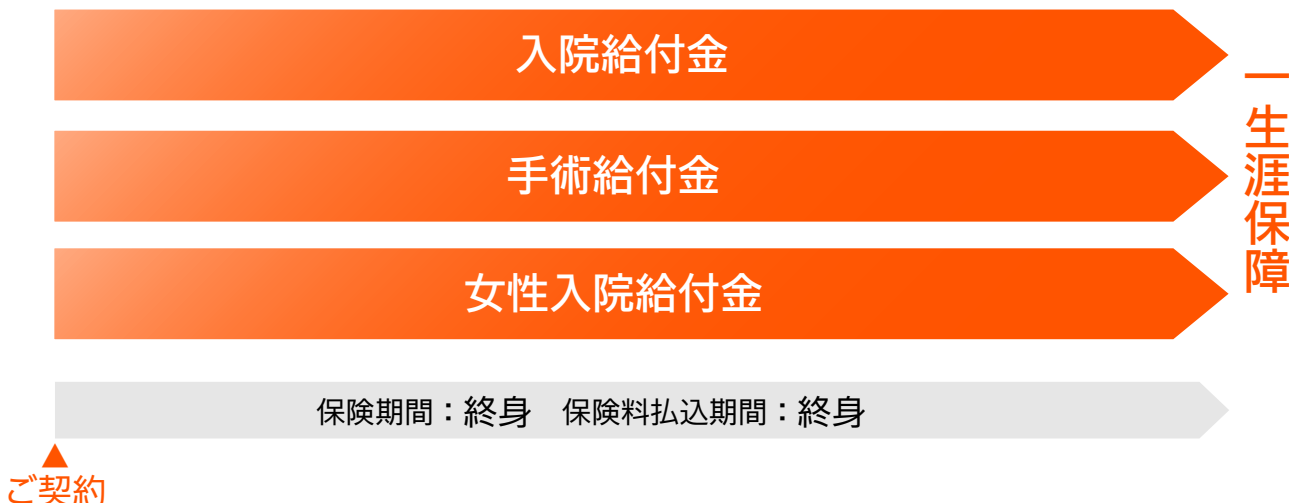 入院給付金
手術給付金
女性入院給付金
一生涯保障
保険期間：終身　保険料払込期間：終身
▲
ご契約